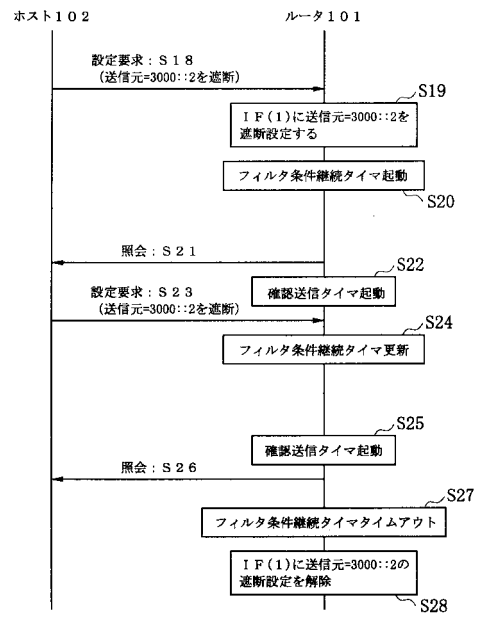 ホスト102
ルータ101
設定要求：S18
（送信元=3000::2を遮断）
S19
IF(1)に送信元=3000::2を
遮断設定する
フィルタ条件継続タイマ起動
S20
照会：S21
S22
確認送信タイマ起動
設定要求：S23
（送信元=3000::2を遮断）
S24
フィルタ条件継続タイマ更新
S25
確認送信タイマ起動
照会：S26
S27
フィルタ条件継続タイマタイムアウト
IF(1)に送信元=3000::2の
遮断設定を解除
S28